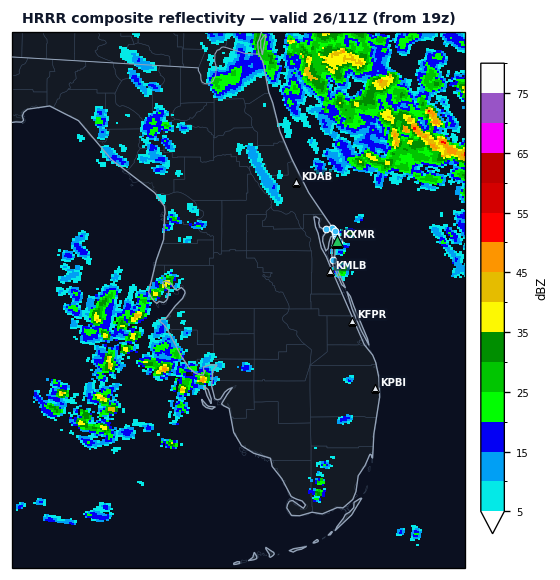 HRRR composite reflectivity — valid 26/11Z (from 19z)
KDAB
KXMR
KMLB
KFPR
KPBI
75
65
55
45
35
25
15
5
dBZ